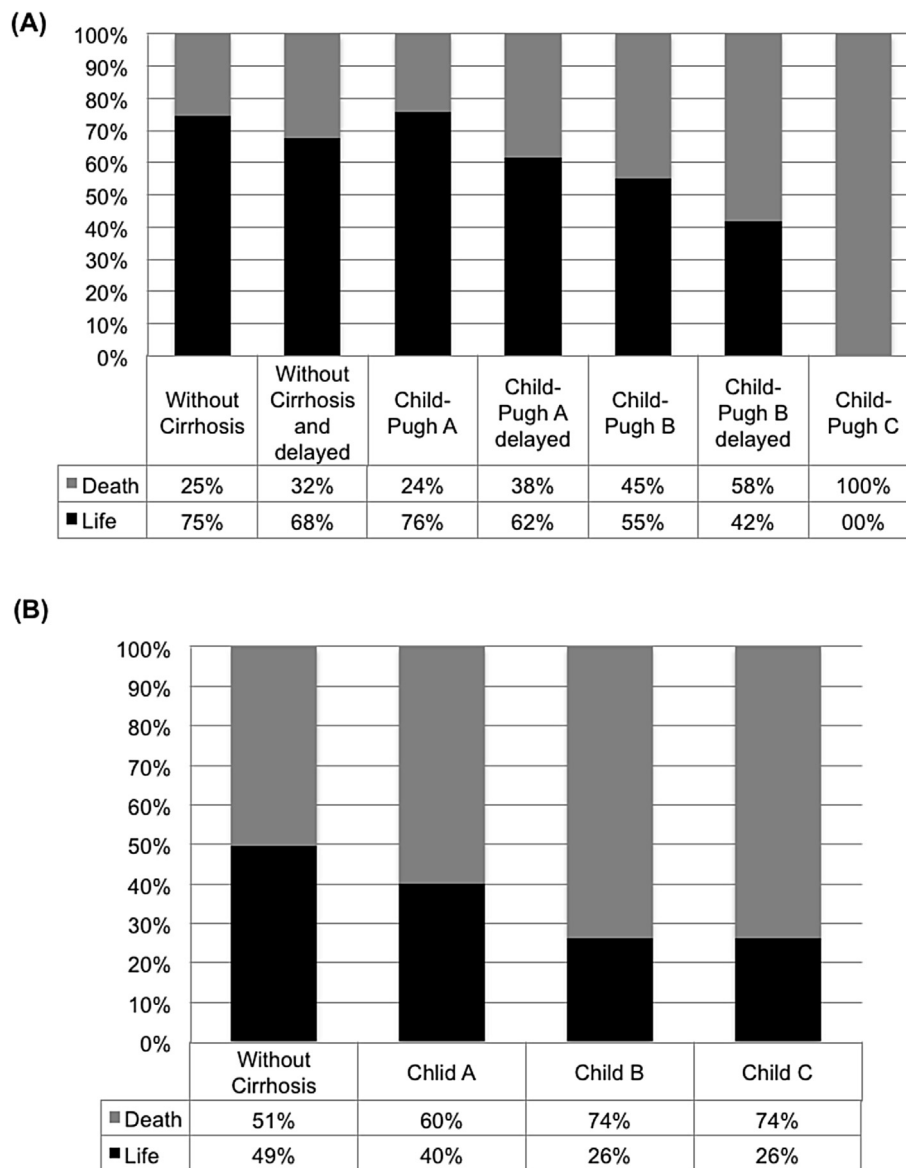 (A)
100%
90%
80%
70%
60%
50%
40%
30%
20%
10%
0%
Without Cirrhosis
Without Cirrhosis and delayed
Child-Pugh A
Child-Pugh A delayed
Child-Pugh B
Child-Pugh B delayed
Child-Pugh C
Death 25% 32% 24% 38% 45% 58% 100%
Life 75% 68% 76% 62% 55% 42% 00%
(B)
100%
90%
80%
70%
60%
50%
40%
30%
20%
10%
0%
Without Cirrhosis
Chlid A
Child B
Child C
Death 51% 60% 74% 74%
Life 49% 40% 26% 26%